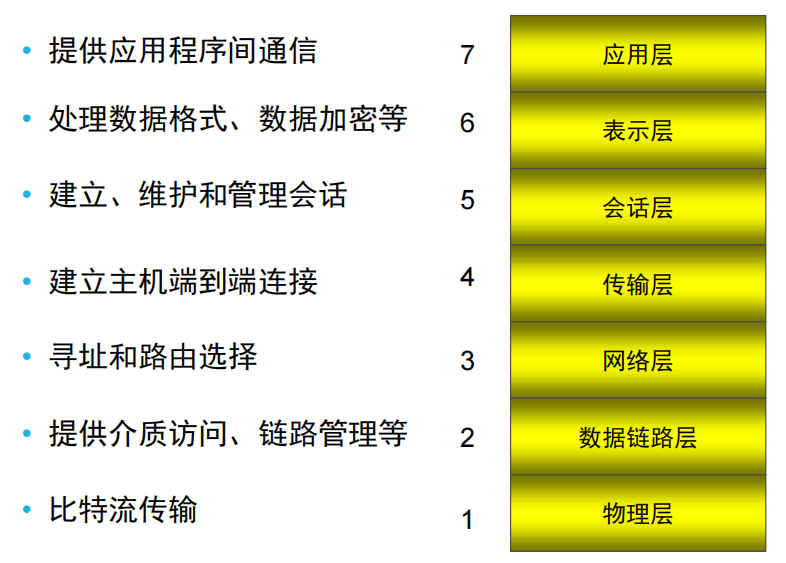 • 提供应用程序间通信 7 应用层
• 处理数据格式、数据加密等 6 表示层
• 建立、维护和管理会话 5 会话层
• 建立主机端到端连接 4 传输层
• 寻址和路由选择 3 网络层
• 提供介质访问、链路管理等 2 数据链路层
• 比特流传输 1 物理层